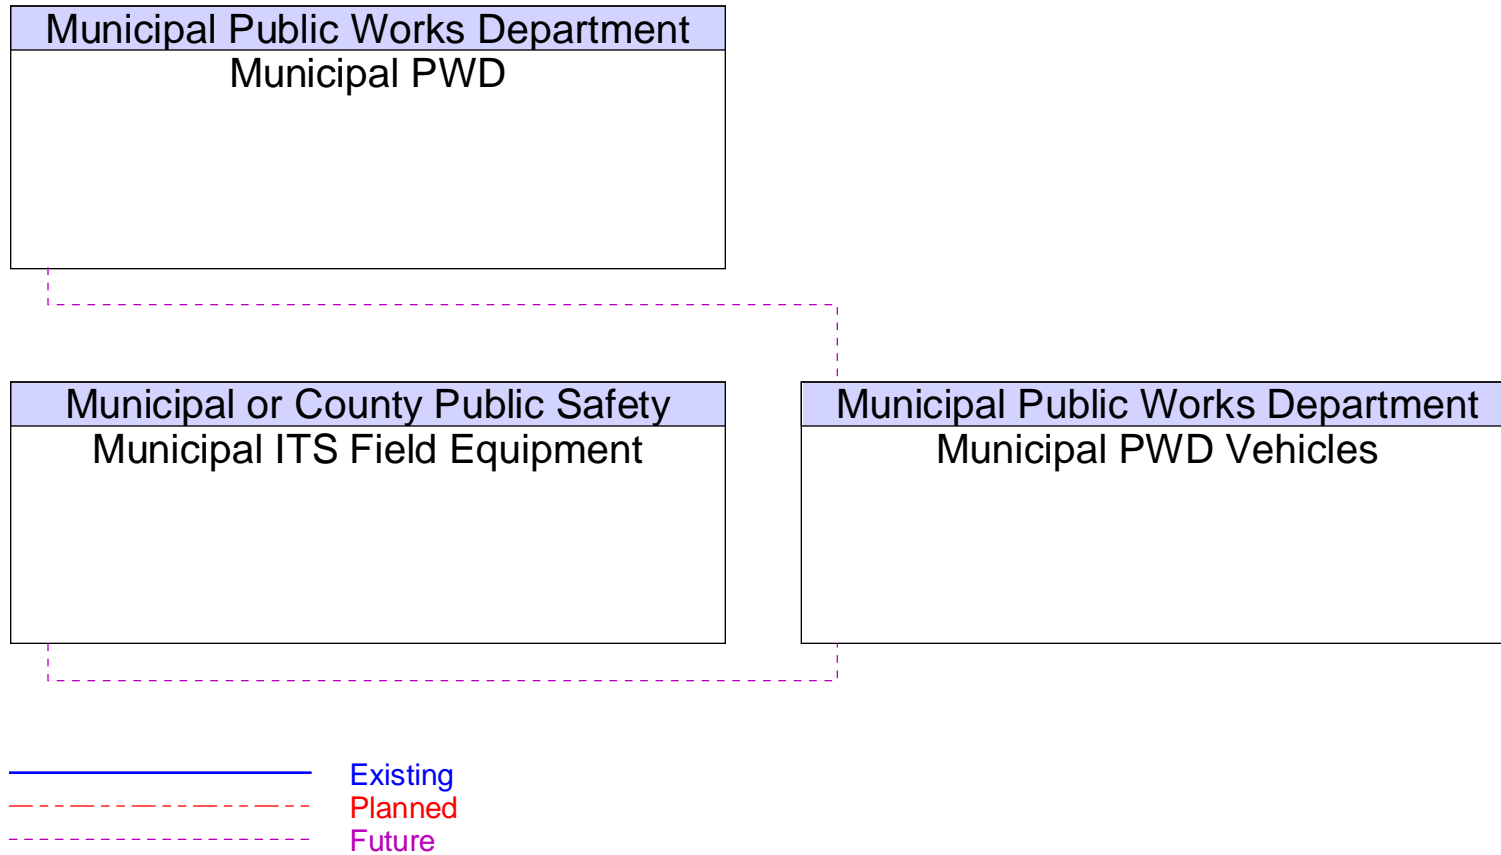 Municipal Public Works Department
Municipal PWD
Municipal or County Public Safety
Municipal ITS Field Equipment
Municipal Public Works Department
Municipal PWD Vehicles
Existing
Planned
Future